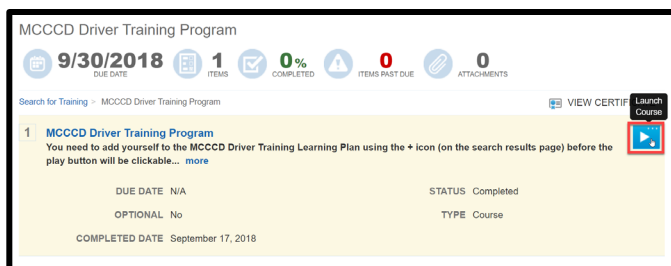 MCCCD Driver Training Program
9/30/2018 1 0% 0 0
DUE DATE ITEMS COMPLETED ITEMS PAST DUE ATTACHMENTS
Search for Training > MCCCD Driver Training Program VIEW CERTIF
Launch
Course
1 MCCCD Driver Training Program
You need to add yourself to the MCCCD Driver Training Learning Plan using the + icon (on the search results page) before the
play button will be clickable... more
DUE DATE N/A STATUS Completed
OPTIONAL No TYPE Course
COMPLETED DATE September 17, 2018